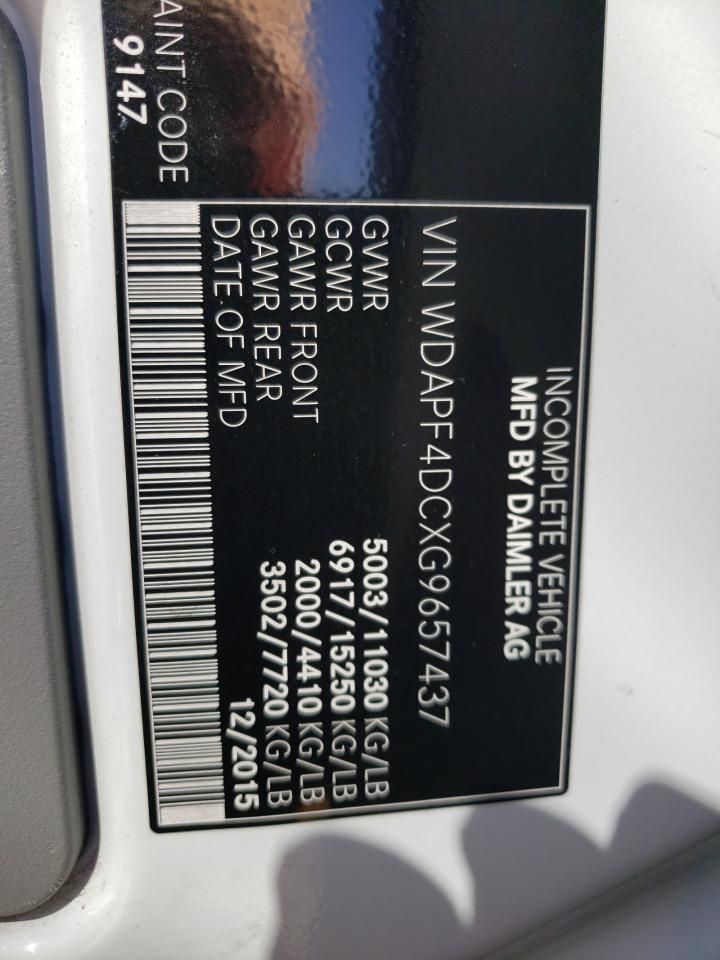 INCOMPLETE VEHICLE
MFD BY DAIMLER AG
VIN WDAPF4DCXG9657437
GVWR 5003/11030 KG/LB
GCWR 6917/15250 KG/LB
GAWR FRONT 2000/4410 KG/LB
GAWR REAR 3502/7720 KG/LB
DATE OF MFD 12/2015
AINT CODE
9147